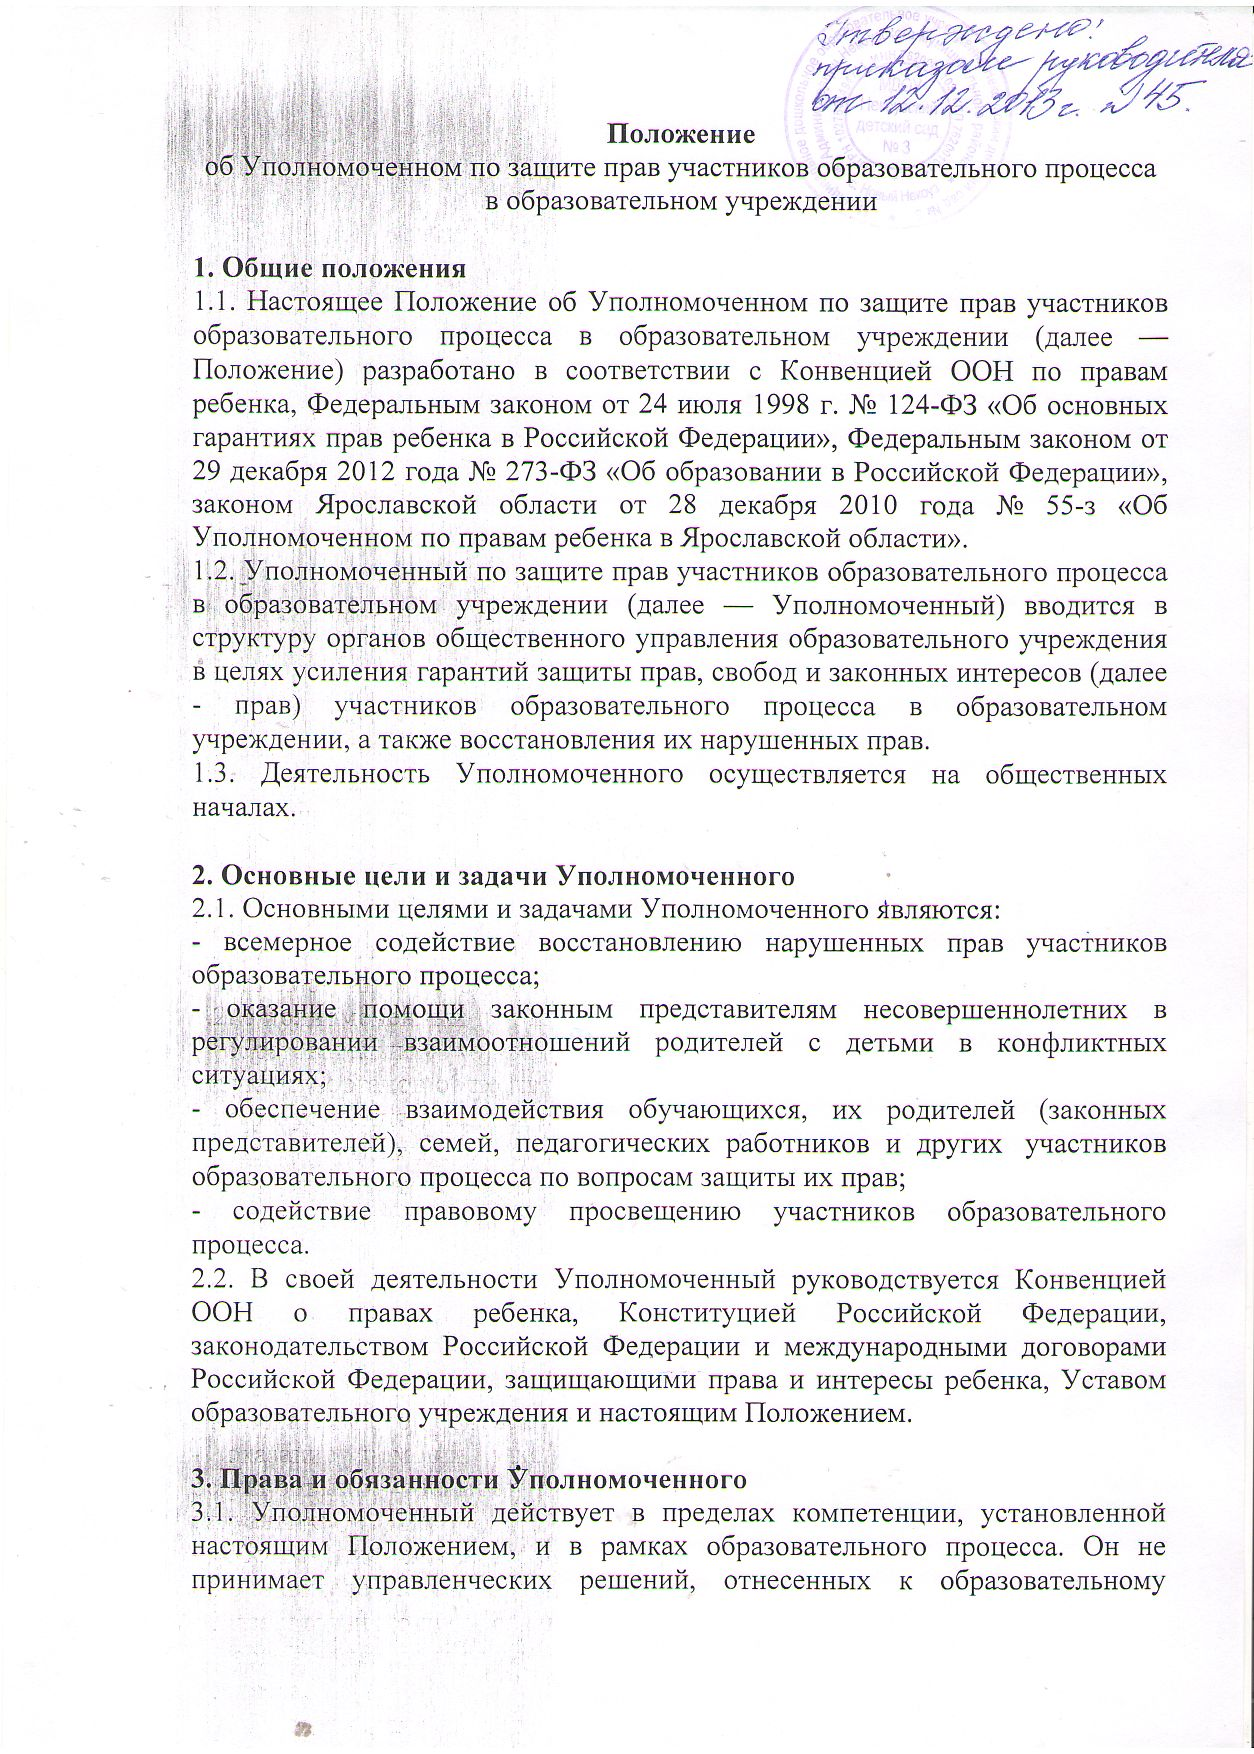 Утверждено!
приказом руководителя
от 12.12.2013г. №45.
детский сад
№ 3
Положение
об Уполномоченном по защите прав участников образовательного процесса
в образовательном учреждении
1. Общие положения
1.1. Настоящее Положение об Уполномоченном по защите прав участников
образовательного процесса в образовательном учреждении (далее —
Положение) разработано в соответствии с Конвенцией ООН по правам
ребенка, Федеральным законом от 24 июля 1998 г. № 124-ФЗ «Об основных
гарантиях прав ребенка в Российской Федерации», Федеральным законом от
29 декабря 2012 года № 273-ФЗ «Об образовании в Российской Федерации»,
законом Ярославской области от 28 декабря 2010 года № 55-з «Об
Уполномоченном по правам ребенка в Ярославской области».
1.2. Уполномоченный по защите прав участников образовательного процесса
в образовательном учреждении (далее — Уполномоченный) вводится в
структуру органов общественного управления образовательного учреждения
в целях усиления гарантий защиты прав, свобод и законных интересов (далее
- прав) участников образовательного процесса в образовательном
учреждении, а также восстановления их нарушенных прав.
1.3. Деятельность Уполномоченного осуществляется на общественных
началах.
2. Основные цели и задачи Уполномоченного
2.1. Основными целями и задачами Уполномоченного являются:
- всемерное содействие восстановлению нарушенных прав участников
образовательного процесса;
- оказание помощи законным представителям несовершеннолетних в
регулировании взаимоотношений родителей с детьми в конфликтных
ситуациях;
- обеспечение взаимодействия обучающихся, их родителей (законных
представителей), семей, педагогических работников и других участников
образовательного процесса по вопросам защиты их прав;
- содействие правовому просвещению участников образовательного
процесса.
2.2. В своей деятельности Уполномоченный руководствуется Конвенцией
ООН о правах ребенка, Конституцией Российской Федерации,
законодательством Российской Федерации и международными договорами
Российской Федерации, защищающими права и интересы ребенка, Уставом
образовательного учреждения и настоящим Положением.
3. Права и обязанности Уполномоченного
3.1. Уполномоченный действует в пределах компетенции, установленной
настоящим Положением, и в рамках образовательного процесса. Он не
принимает управленческих решений, отнесенных к образовательному